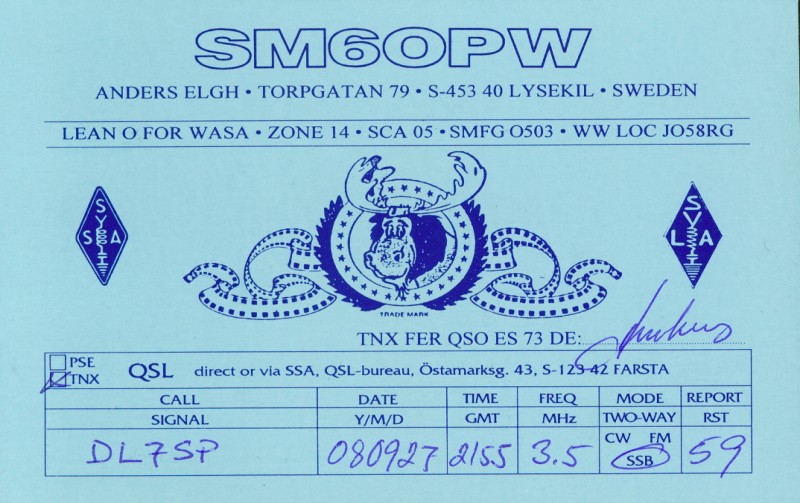 SM6OPW
ANDERS ELGH • TORPGATAN 79 • S-453 40 LYSEKIL • SWEDEN
LEAN O FOR WASA • ZONE 14 • SCA 05 • SMFG O503 • WW LOC JO58RG
S S A
S V L A
TRADE MARK
TNX FER QSO ES 73 DE:
PSE
TNX QSL direct or via SSA, QSL-bureau, Östamarksg. 43, S-123 42 FARSTA
CALL DATE TIME FREQ MODE REPORT
SIGNAL Y/M/D GMT MHz TWO-WAY RST
CW FM
DL7SP 080927 2155 3.5 SSB 59